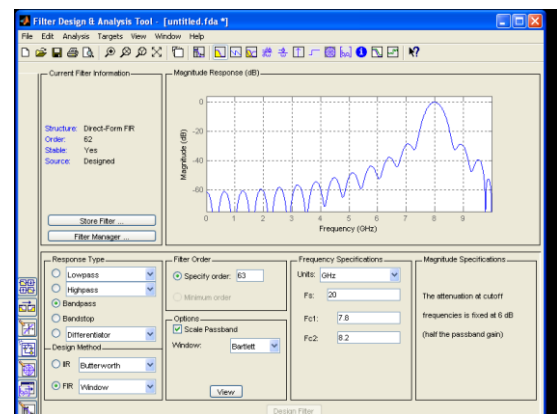 Filter Design & Analysis Tool - [untitled.fda *]
File Edit Analysis Targets View Window Help
Current Filter Information
Structure: Direct-Form FIR
Order: 62
Stable: Yes
Source: Designed
Store Filter ...
Filter Manager ...
Magnitude Response (dB)
Magnitude (dB)
0
-20
-40
-60
0 1 2 3 4 5 6 7 8 9
Frequency (GHz)
Response Type
Lowpass
Highpass
Bandpass
Bandstop
Differentiator
Design Method
IIR Butterworth
FIR Window
Filter Order
Specify order: 63
Minimum order
Options
Scale Passband
Window: Bartlett
View
Frequency Specifications
Units: GHz
Fs: 20
Fc1: 7.8
Fc2: 8.2
Magnitude Specifications
The attenuation at cutoff
frequencies is fixed at 6 dB
(half the passband gain)
Design Filter